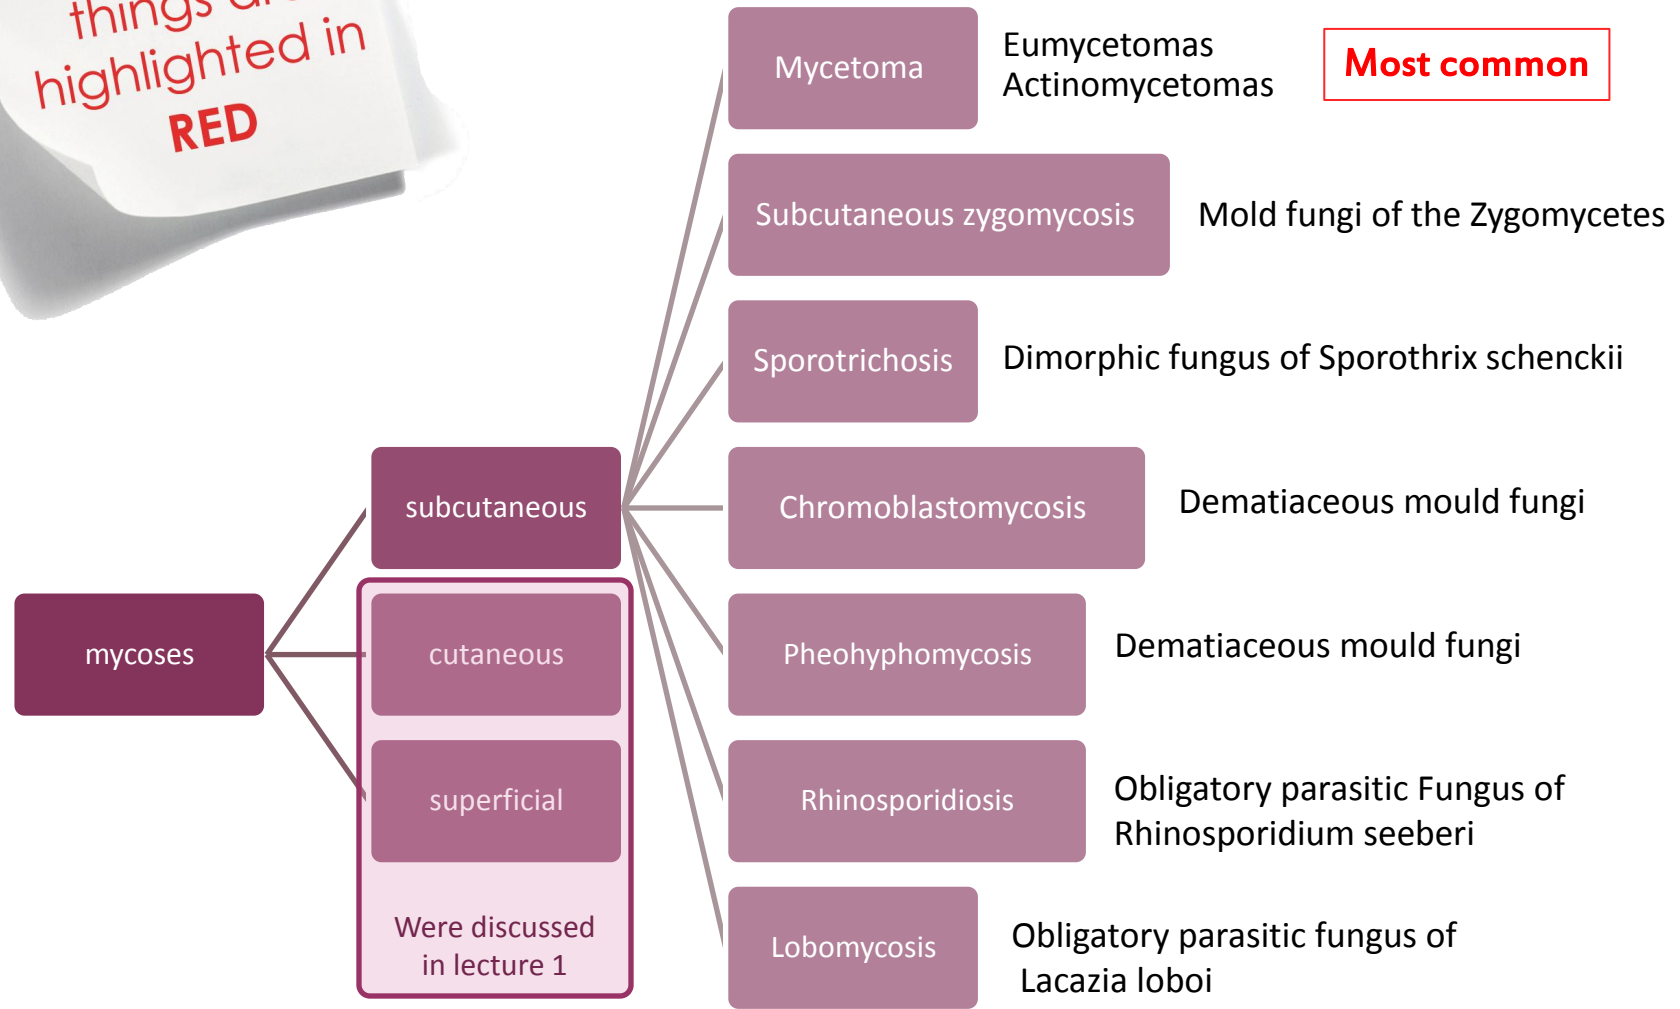 things
highlighted in
RED
Mycetoma
Eumycetomas
Actinomycetomas
Most common
Subcutaneous zygomycosis
Mold fungi of the Zygomycetes
Sporotrichosis
Dimorphic fungus of Sporothrix schenckii
subcutaneous
Chromoblastomycosis
Dematiaceous mould fungi
mycoses
cutaneous
Pheohyphomycosis
Dematiaceous mould fungi
superficial
Rhinosporidiosis
Obligatory parasitic Fungus of
Rhinosporidium seeberi
Were discussed
in lecture 1
Lobomycosis
Obligatory parasitic fungus of
Lacazia loboi